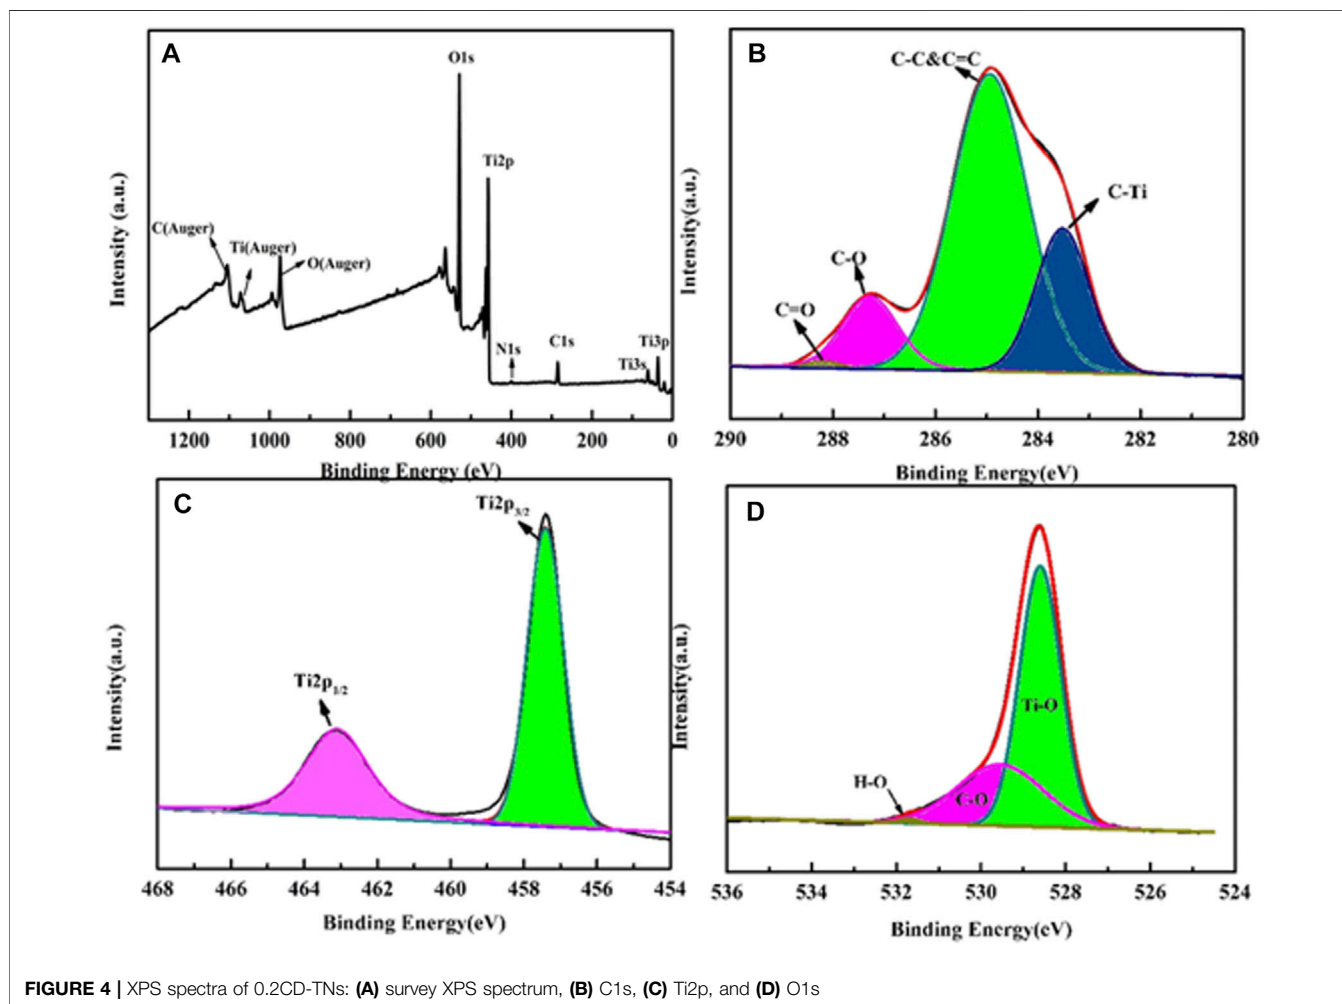 A
O1s
Ti2p
C(Auger)
Ti(Auger)
O(Auger)
N1s
C1s
Ti3s
Ti3p
Intensity (a.u.)
1200 1000 800 600 400 200 0
Binding Energy (eV)
B
C-C&C=C
C-Ti
C-O
C=O
Intensity(a.u.)
290 288 286 284 282 280
Binding Energy(eV)
C
Ti2p3/2
Ti2p1/2
Intensity(a.u.)
468 466 464 462 460 458 456 454
Binding Energy(eV)
D
Ti-O
H-O
C-O
Intensity(a.u.)
536 534 532 530 528 526 524
Binding Energy(eV)
FIGURE 4 | XPS spectra of 0.2CD-TNs: (A) survey XPS spectrum, (B) C1s, (C) Ti2p, and (D) O1s